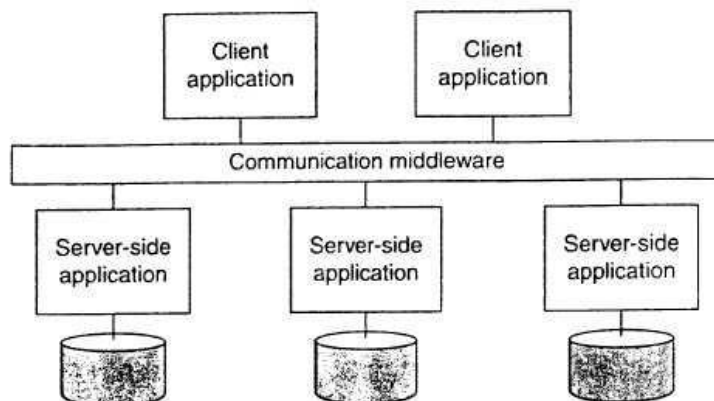 Client
application
Client
application
Communication middleware
Server-side
application
Server-side
application
Server-side
application